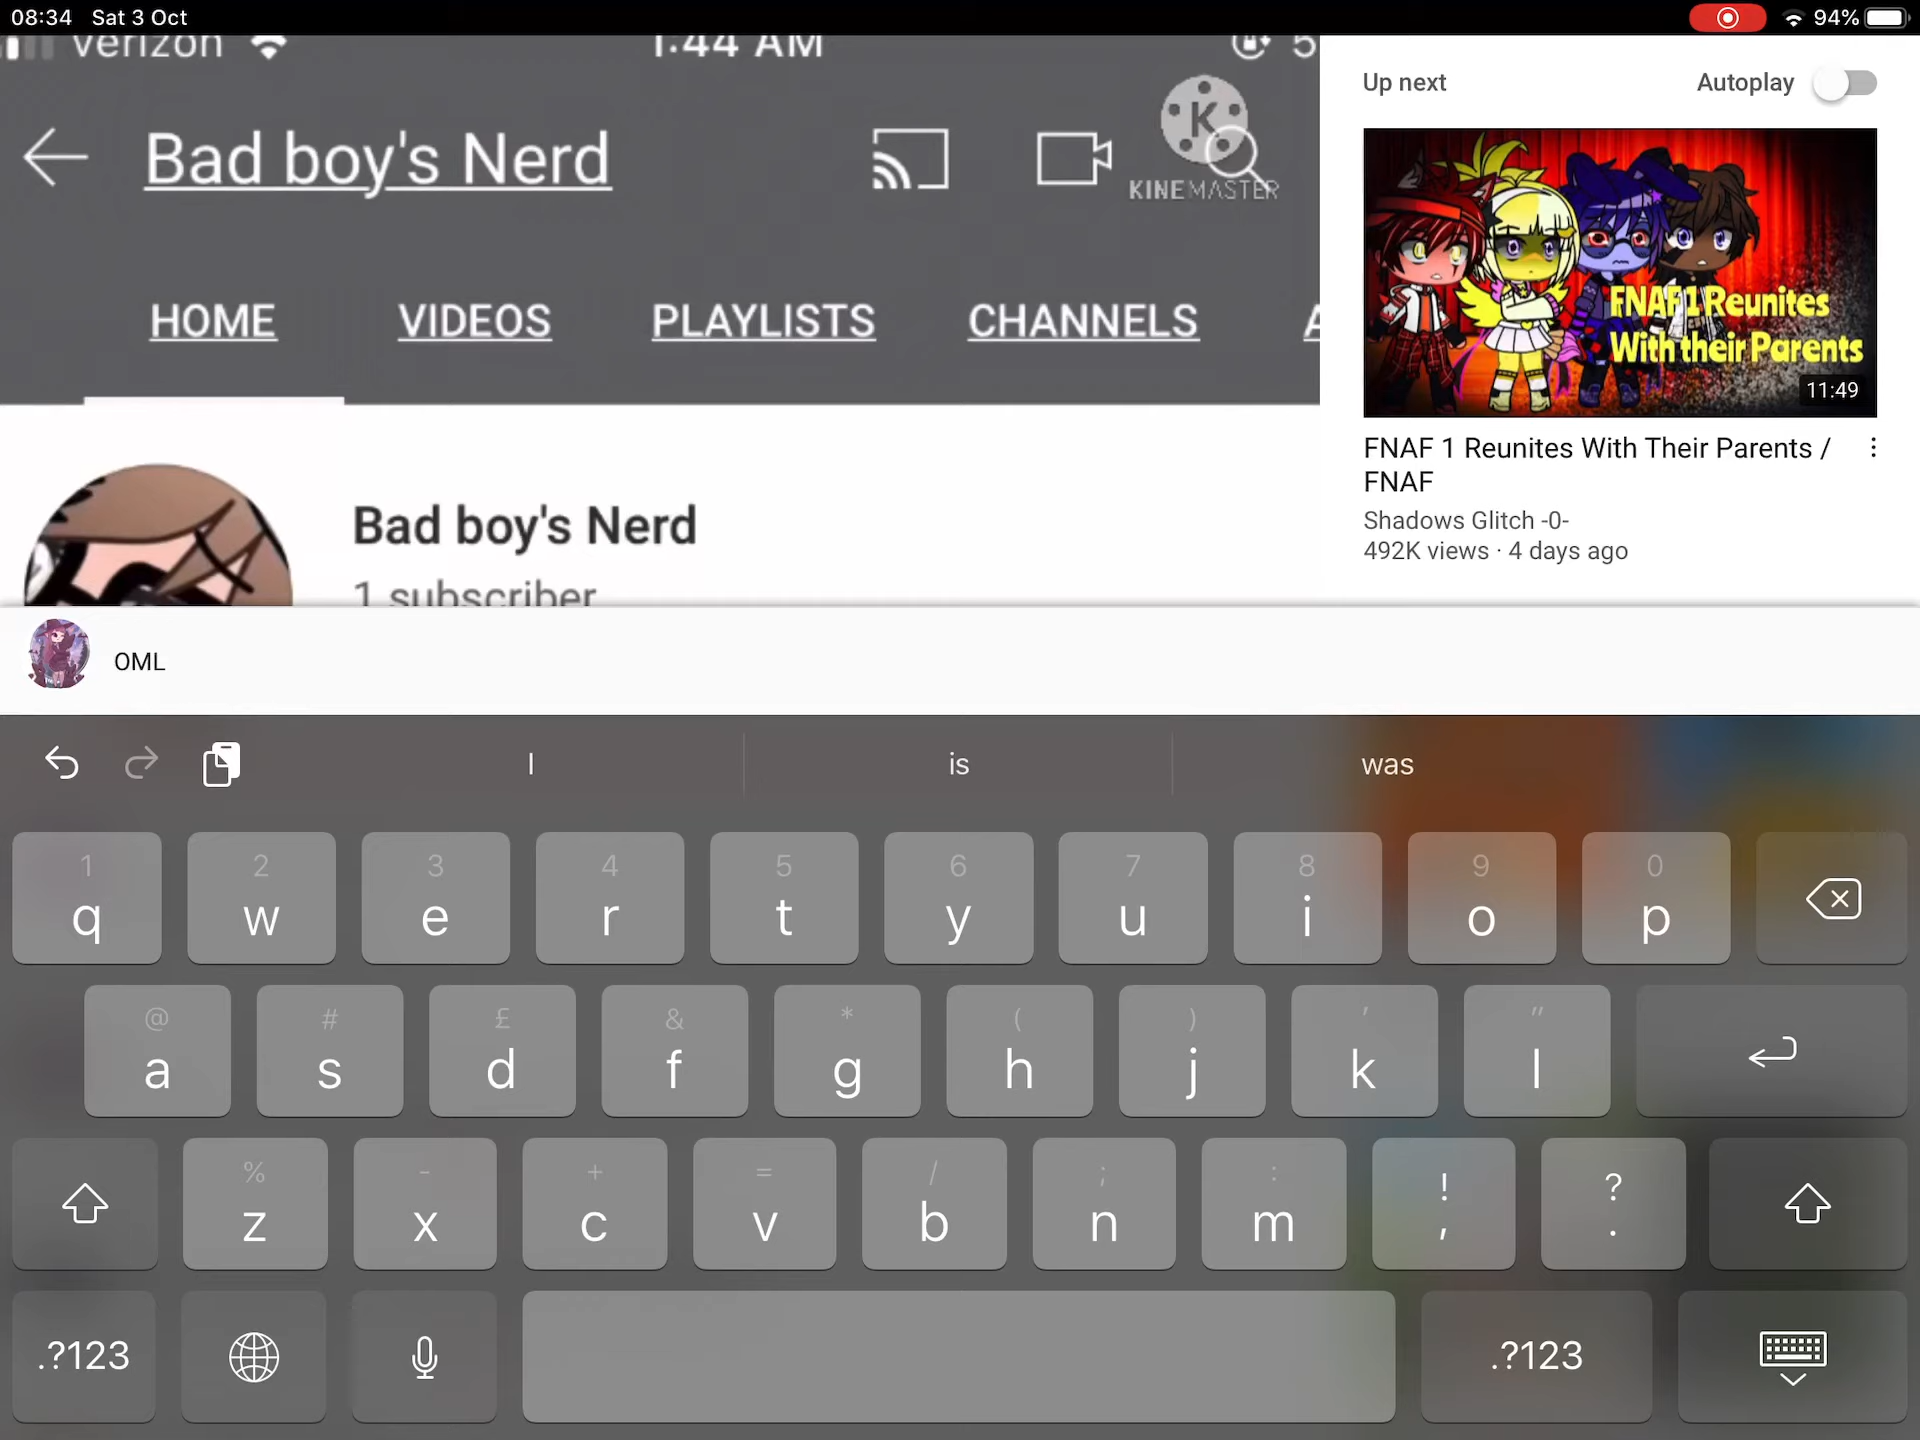 08:34 Sat 3 Oct
94%
verizon 1:44 AM 5
Bad boy's Nerd
K
KINEMASTER
HOME VIDEOS PLAYLISTS CHANNELS A
Bad boy's Nerd
1 subscriber
Up next Autoplay
FNAF 1 Reunites
With their Parents
11:49
FNAF 1 Reunites With Their Parents /
FNAF
Shadows Glitch -0-
492K views · 4 days ago
OML
I is was
1 2 3 4 5 6 7 8 9 0
q w e r t y u i o p
@ # £ & * ( ) ' "
a s d f g h j k l
% - + = / ; : ! ?
z x c v b n m , .
.?123 .?123